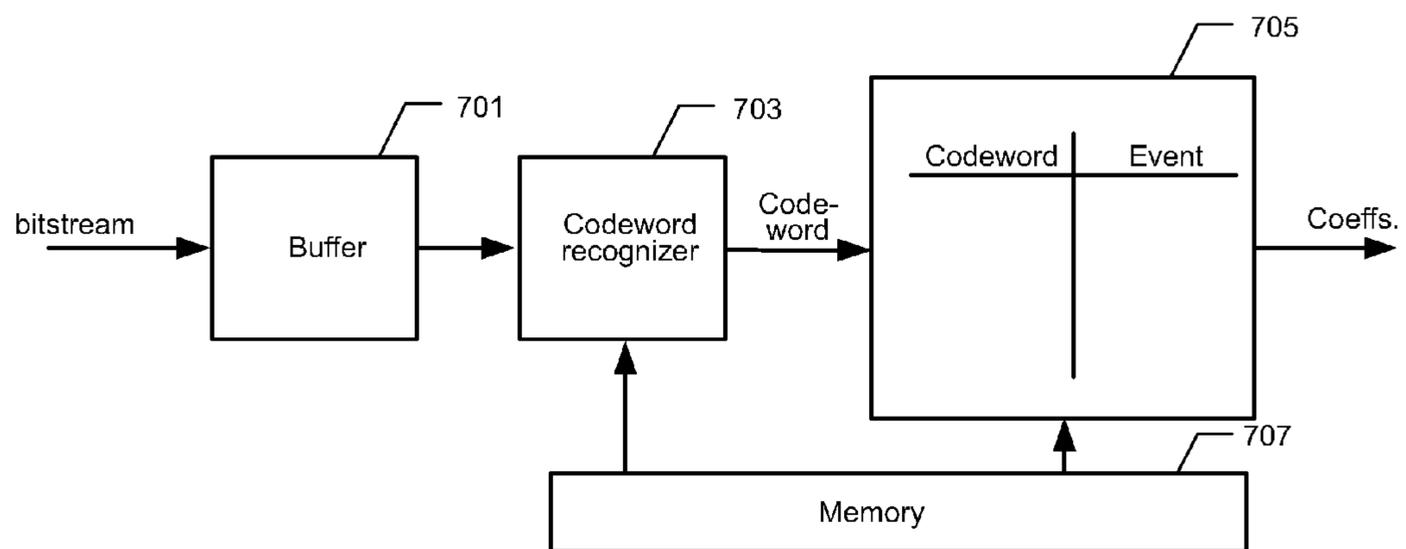 705
701
703
Codeword Event
bitstream
Buffer
Codeword
recognizer
Code-
word
Coeffs.
707
Memory